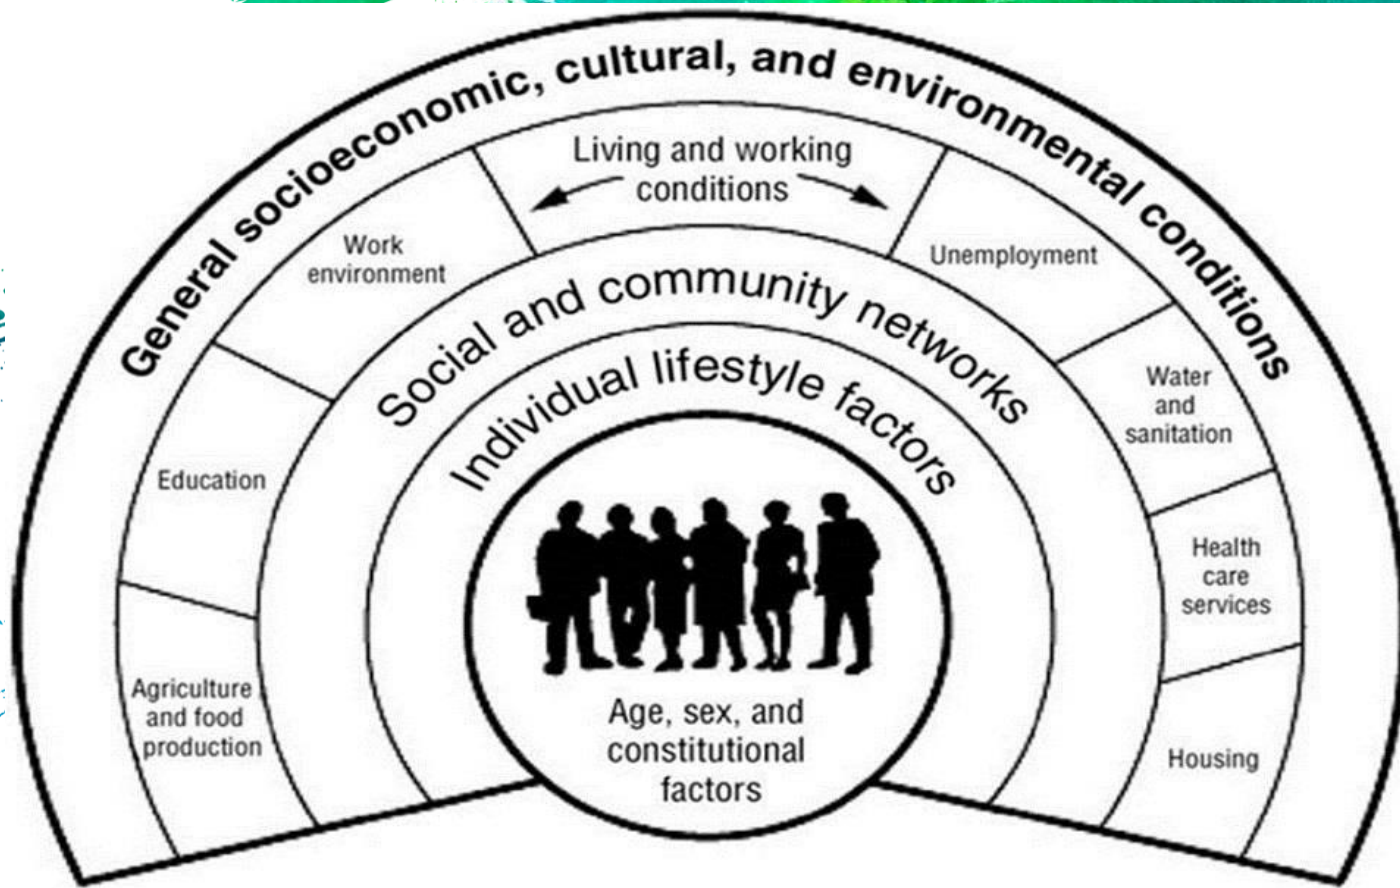 General socioeconomic, cultural, and environmental conditions
Living and working
conditions
Work
environment
Unemployment
Education
Water
and
sanitation
Agriculture
and food
production
Health
care
services
Housing
Social and community networks
Individual lifestyle factors
Age, sex, and
constitutional
factors